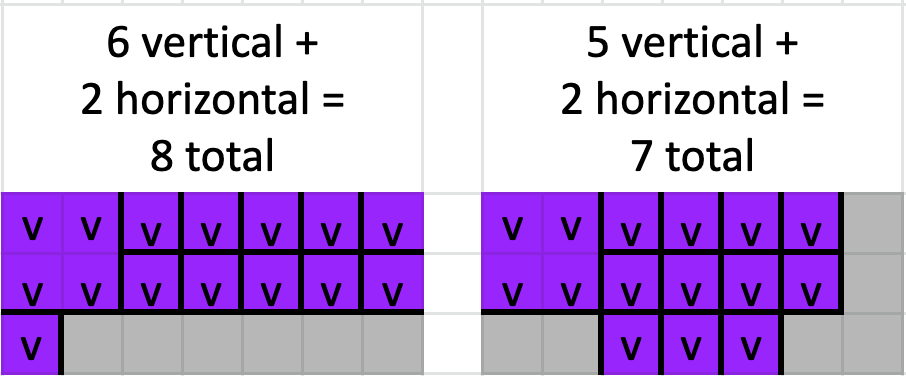 6 vertical +
2 horizontal =
8 total
v v v v v v v
v v v v v v v
v
5 vertical +
2 horizontal =
7 total
v v v v v v
v v v v v v
v v v